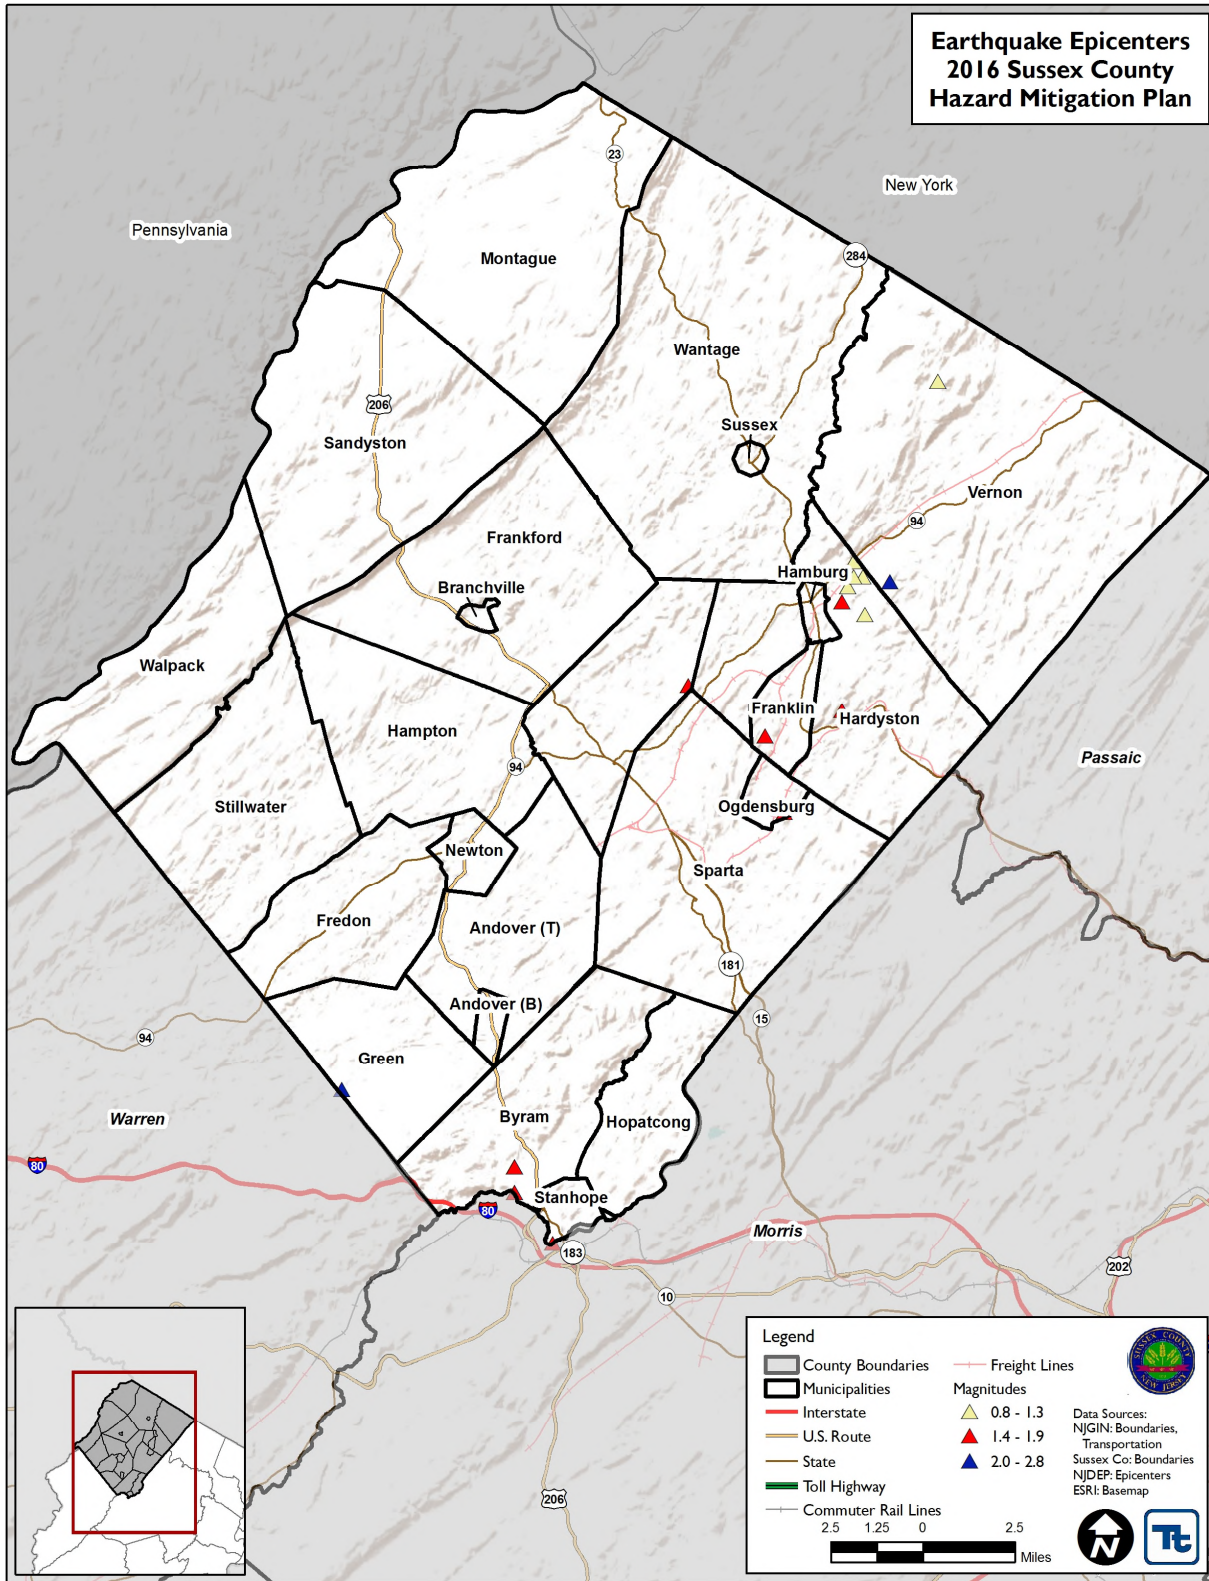 Earthquake Epicenters
2016 Sussex County
Hazard Mitigation Plan
23
New York
Pennsylvania
284
Montague
Wantage
206
Sussex
Sandyston
Vernon
94
Frankford
Hamburg
Branchville
Walpack
Franklin
Hardyston
Hampton
Passaic
94
Stillwater
Ogdensburg
Newton
Sparta
Fredon
Andover (T)
181
Andover (B)
15
94
Green
Warren
Byram
Hopatcong
80
Stanhope
80
Morris
183
202
10
206
Legend
County Boundaries
Municipalities
Interstate
U.S. Route
State
Toll Highway
Commuter Rail Lines
Freight Lines
Magnitudes
0.8 - 1.3
1.4 - 1.9
2.0 - 2.8
SUSSEX COUNTY
NEW JERSEY
Data Sources:
NJGIN: Boundaries,
Transportation
Sussex Co: Boundaries
NJDEP: Epicenters
ESRI: Basemap
2.5 1.25 0 2.5
Miles
N
Tt